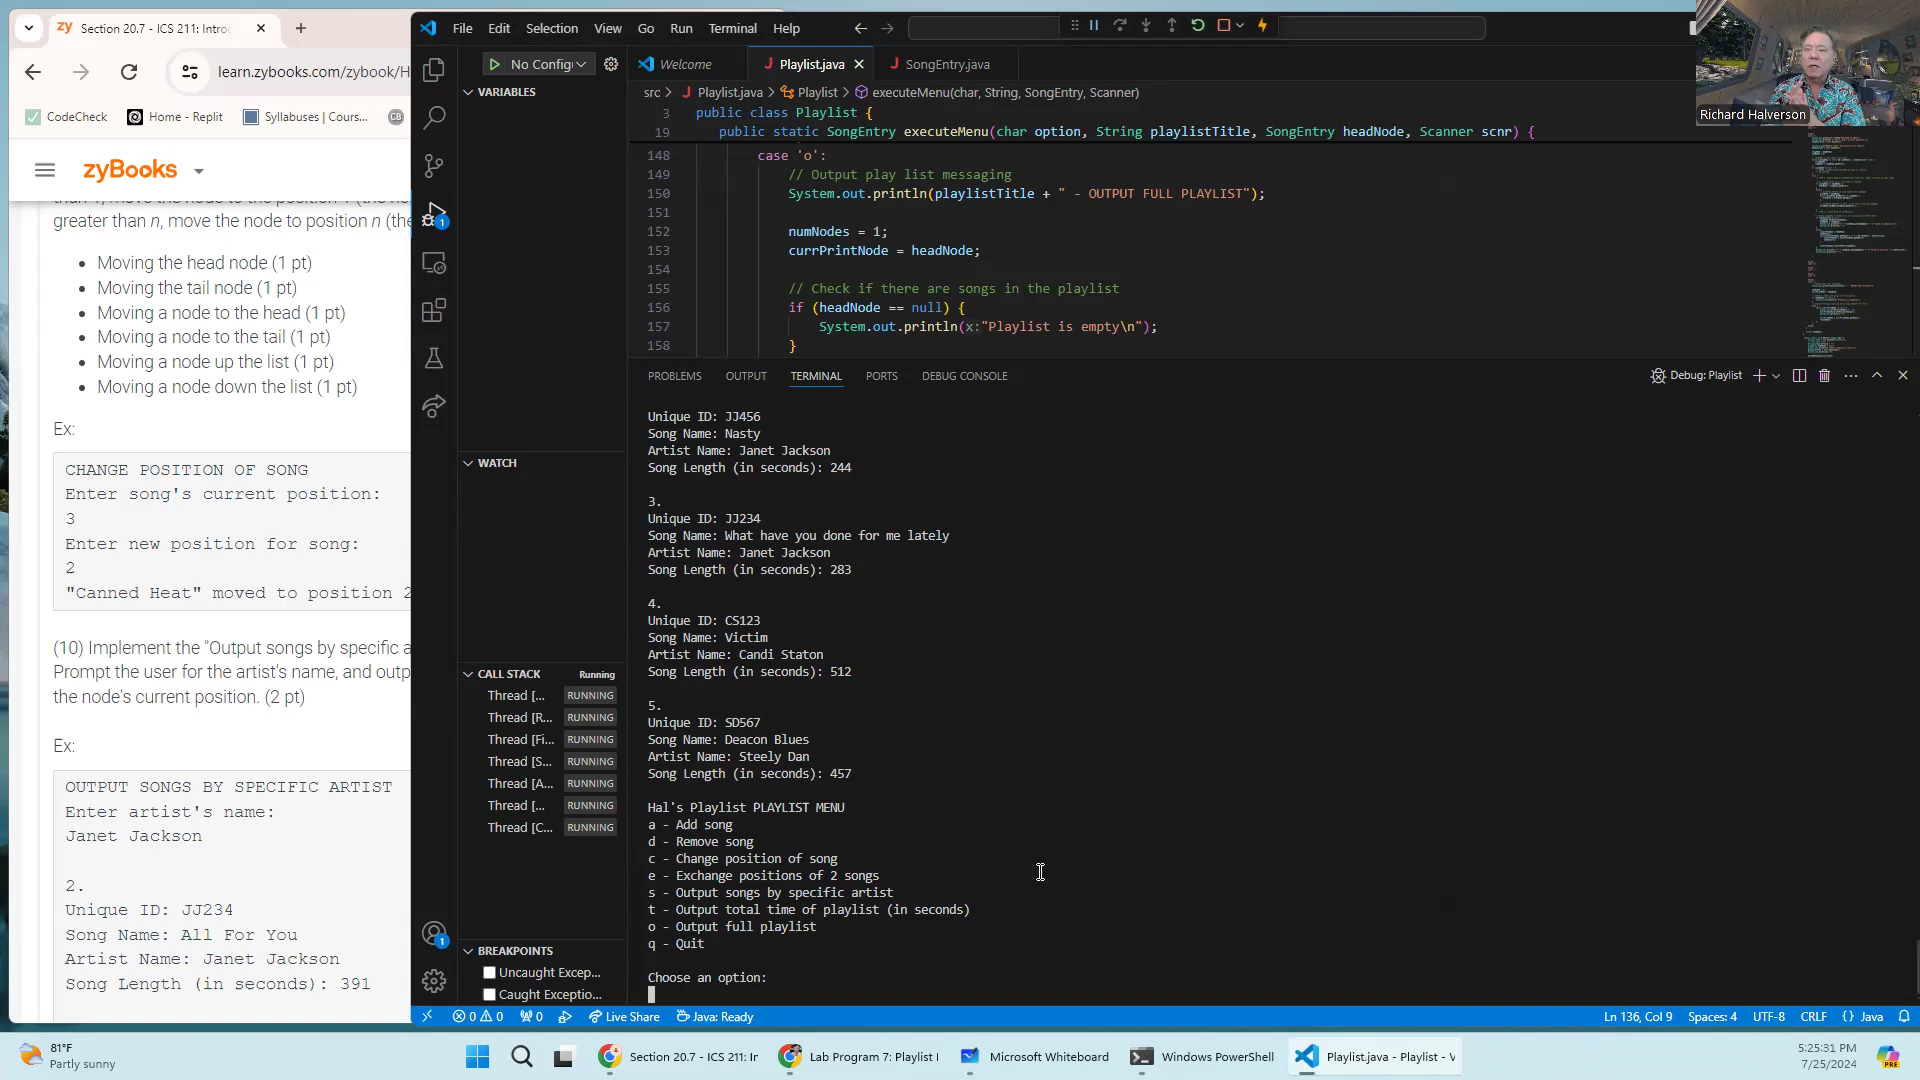 Section 20.7 - ICS 211: Intro
learn.zybooks.com/zybook/H
CodeCheck
Home - Replit
Syllabuses | Cours...
CB
zyBooks
greater than n, move the node to position n (the
Moving the head node (1 pt)
Moving the tail node (1 pt)
Moving a node to the head (1 pt)
Moving a node to the tail (1 pt)
Moving a node up the list (1 pt)
Moving a node down the list (1 pt)
Ex:
CHANGE POSITION OF SONG
Enter song's current position:
3
Enter new position for song:
2
"Canned Heat" moved to position 2
(10) Implement the "Output songs by specific a
Prompt the user for the artist's name, and outp
the node's current position. (2 pt)
Ex:
OUTPUT SONGS BY SPECIFIC ARTIST
Enter artist's name:
Janet Jackson
2.
Unique ID: JJ234
Song Name: All For You
Artist Name: Janet Jackson
Song Length (in seconds): 391
File Edit Selection View Go Run Terminal Help
No Config
Welcome
Playlist.java
SongEntry.java
src > Playlist.java > Playlist > executeMenu(char, String, SongEntry, Scanner)
3 public class Playlist {
19 public static SongEntry executeMenu(char option, String playlistTitle, SongEntry headNode, Scanner scnr) {
148 case 'o':
149 // Output play list messaging
150 System.out.println(playlistTitle + " - OUTPUT FULL PLAYLIST");
151
152 numNodes = 1;
153 currPrintNode = headNode;
154
155 // Check if there are songs in the playlist
156 if (headNode == null) {
157 System.out.println(x:"Playlist is empty\n");
158 }
VARIABLES
WATCH
CALL STACK Running
Thread [... RUNNING
Thread [R... RUNNING
Thread [Fi... RUNNING
Thread [S... RUNNING
Thread [A... RUNNING
Thread [... RUNNING
Thread [C... RUNNING
BREAKPOINTS
Uncaught Excep...
Caught Exceptio...
1
1
PROBLEMS OUTPUT TERMINAL PORTS DEBUG CONSOLE
Debug: Playlist
Unique ID: JJ456
Song Name: Nasty
Artist Name: Janet Jackson
Song Length (in seconds): 244
3.
Unique ID: JJ234
Song Name: What have you done for me lately
Artist Name: Janet Jackson
Song Length (in seconds): 283
4.
Unique ID: CS123
Song Name: Victim
Artist Name: Candi Staton
Song Length (in seconds): 512
5.
Unique ID: SD567
Song Name: Deacon Blues
Artist Name: Steely Dan
Song Length (in seconds): 457
Hal's Playlist PLAYLIST MENU
a - Add song
d - Remove song
c - Change position of song
e - Exchange positions of 2 songs
s - Output songs by specific artist
t - Output total time of playlist (in seconds)
o - Output full playlist
q - Quit
Choose an option:
Richard Halverson
0 0 0 Live Share Java: Ready
Ln 136, Col 9 Spaces: 4 UTF-8 CRLF {} Java
81°F
Partly sunny
Section 20.7 - ICS 211: Ir
Lab Program 7: Playlist I
Microsoft Whiteboard
Windows PowerShell
Playlist.java - Playlist - V
5:25:31 PM
7/25/2024
PRE